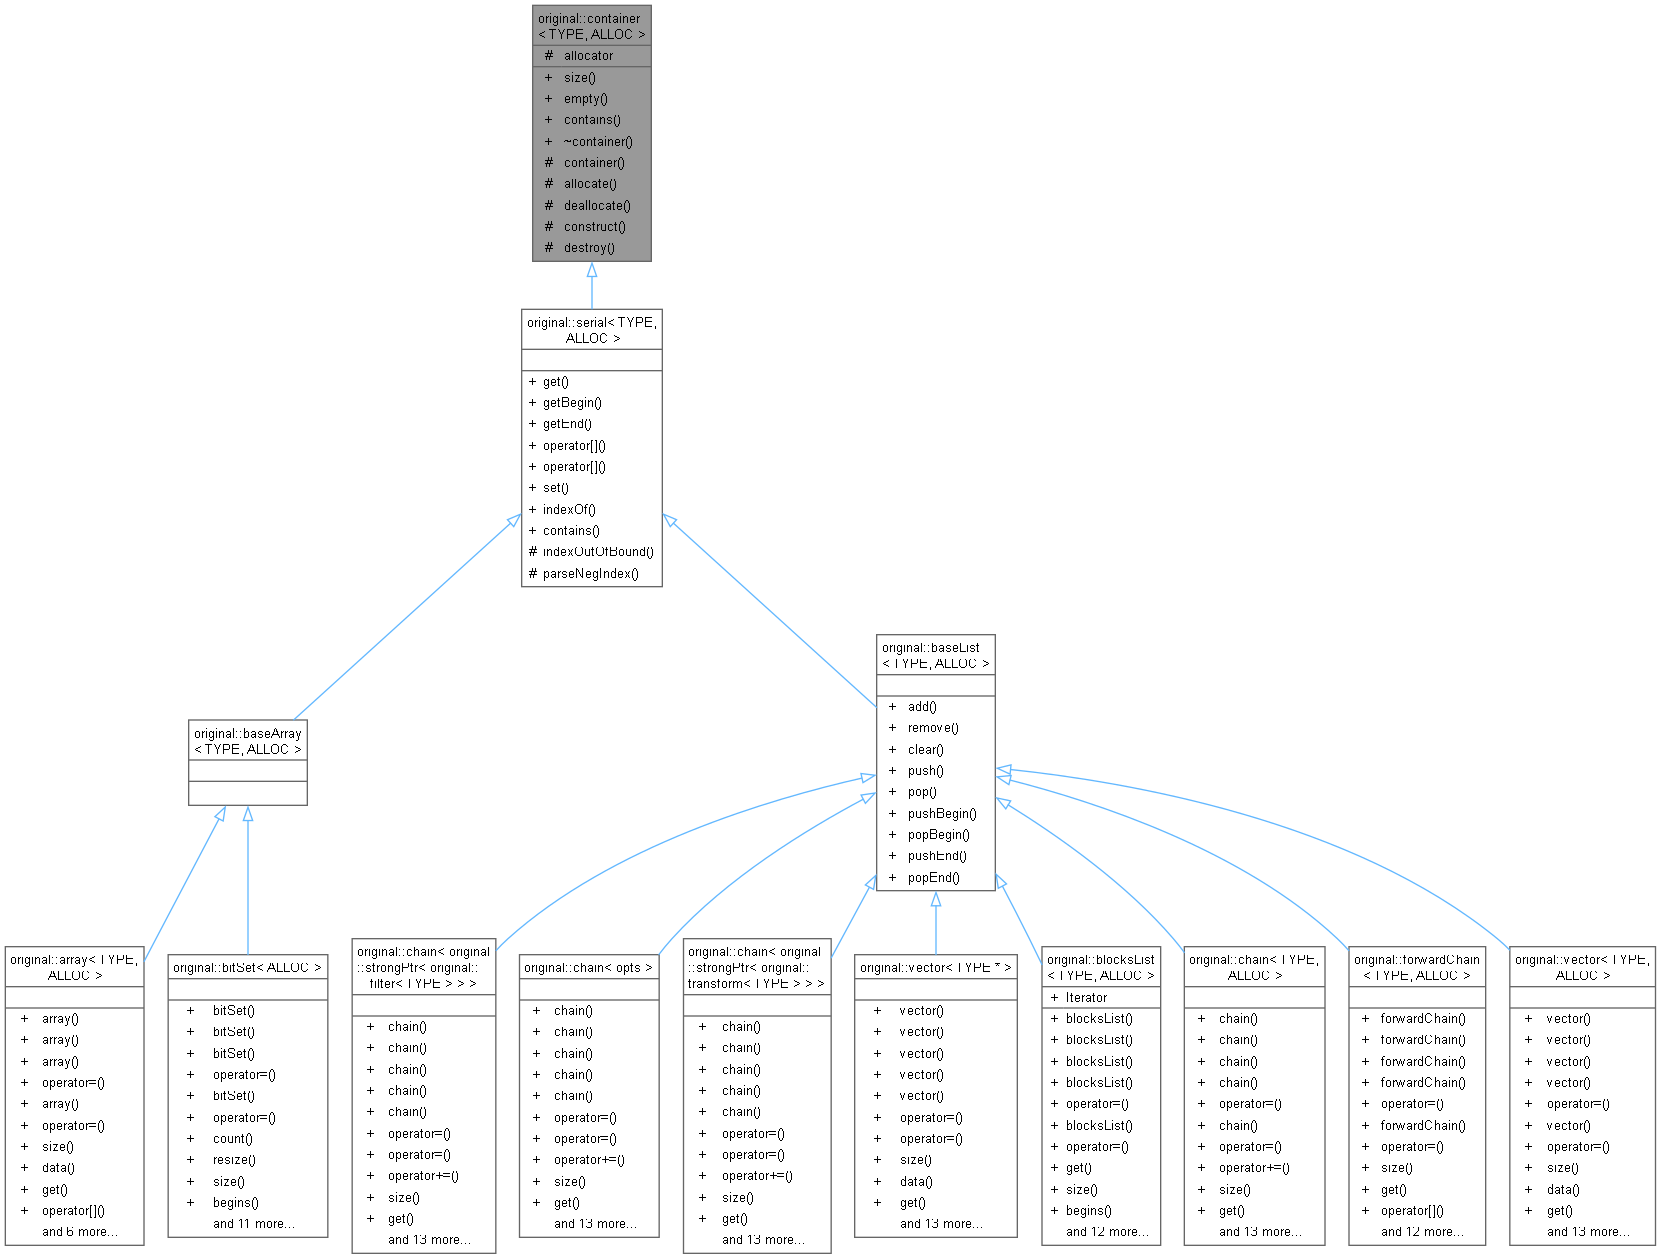 original::container
< TYPE, ALLOC >
# allocator
+ size()
+ empty()
+ contains()
+ ~container()
# container()
# allocate()
# deallocate()
# construct()
# destroy()
original::serial< TYPE,
ALLOC >
+ get()
+ getBegin()
+ getEnd()
+ operator[]()
+ operator[]()
+ set()
+ indexOf()
+ contains()
# indexOutOfBound()
# parseNegIndex()
original::baseList
< TYPE, ALLOC >
+ add()
+ remove()
+ clear()
+ push()
+ pop()
+ pushBegin()
+ popBegin()
+ pushEnd()
+ popEnd()
original::baseArray
< TYPE, ALLOC >
original::array< TYPE,
ALLOC >
+ array()
+ array()
+ array()
+ operator=()
+ array()
+ operator=()
+ size()
+ data()
+ get()
+ operator[]()
and 6 more...
original::bitSet< ALLOC >
+ bitSet()
+ bitSet()
+ bitSet()
+ operator=()
+ bitSet()
+ operator=()
+ count()
+ resize()
+ size()
+ begins()
and 11 more...
original::chain< original
::strongPtr< original::
filter< TYPE > > >
+ chain()
+ chain()
+ chain()
+ chain()
+ chain()
+ operator=()
+ operator=()
+ operator+=()
+ size()
+ get()
and 13 more...
original::chain< opts >
+ chain()
+ chain()
+ chain()
+ chain()
+ chain()
+ operator=()
+ operator=()
+ operator+=()
+ size()
+ get()
and 13 more...
original::chain< original
::strongPtr< original::
transform< TYPE > > >
+ chain()
+ chain()
+ chain()
+ chain()
+ chain()
+ operator=()
+ operator=()
+ operator+=()
+ size()
+ get()
and 13 more...
original::vector< TYPE * >
+ vector()
+ vector()
+ vector()
+ vector()
+ vector()
+ operator=()
+ operator=()
+ size()
+ data()
+ get()
and 13 more...
original::blocksList
< TYPE, ALLOC >
+ Iterator
+ blocksList()
+ blocksList()
+ blocksList()
+ blocksList()
+ operator=()
+ blocksList()
+ operator=()
+ get()
+ size()
+ begins()
and 12 more...
original::chain< TYPE,
ALLOC >
+ chain()
+ chain()
+ chain()
+ chain()
+ operator=()
+ chain()
+ operator=()
+ operator+=()
+ size()
+ get()
and 13 more...
original::forwardChain
< TYPE, ALLOC >
+ forwardChain()
+ forwardChain()
+ forwardChain()
+ forwardChain()
+ operator=()
+ forwardChain()
+ operator=()
+ size()
+ get()
+ operator[]()
and 12 more...
original::vector< TYPE,
ALLOC >
+ vector()
+ vector()
+ vector()
+ vector()
+ operator=()
+ vector()
+ operator=()
+ size()
+ data()
+ get()
and 13 more...